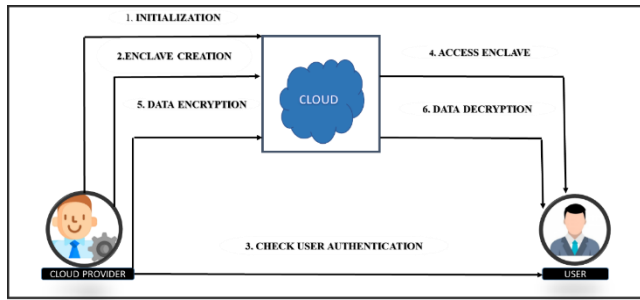 1. INITIALIZATION
2.ENCLAVE CREATION
4. ACCESS ENCLAVE
CLOUD
5. DATA ENCRYPTION
6. DATA DECRYPTION
3. CHECK USER AUTHENTICATION
CLOUD PROVIDER
USER